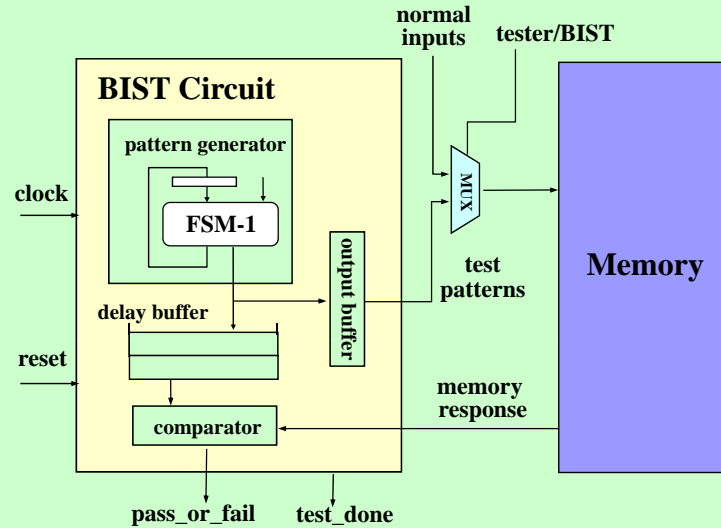 normal
inputs
tester/BIST
BIST Circuit
pattern generator
clock
FSM-1
MUX
output buffer
test
patterns
Memory
delay buffer
reset
memory
response
comparator
pass_or_fail
test_done